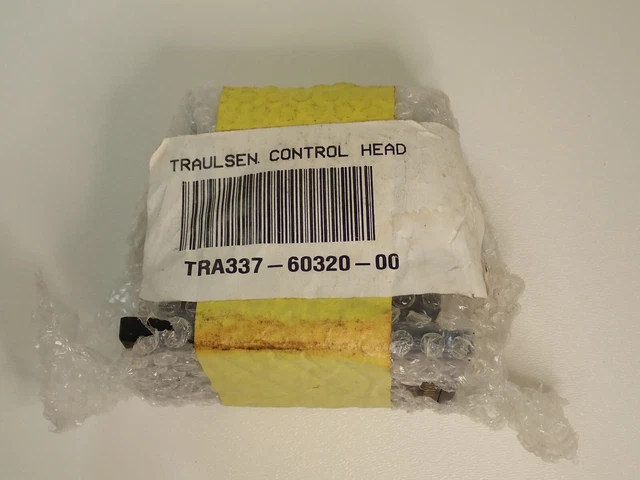 TRAULSEN. CONTROL HEAD
TRA337-60320-00